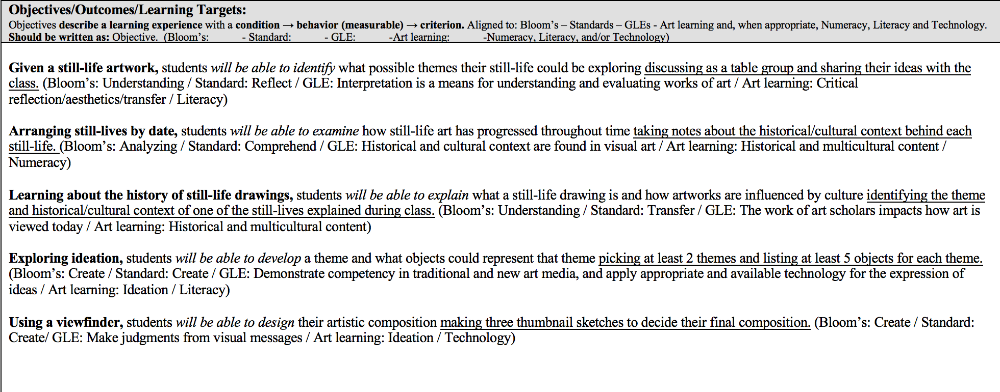 Objectives/Outcomes/Learning Targets:
Objectives describe a learning experience with a condition → behavior (measurable) → criterion. Aligned to: Bloom’s – Standards – GLEs - Art learning and, when appropriate, Numeracy, Literacy and Technology.
Should be written as: Objective. (Bloom’s: - Standard: - GLE: -Art learning: -Numeracy, Literacy, and/or Technology)
Given a still-life artwork, students will be able to identify what possible themes their still-life could be exploring discussing as a table group and sharing their ideas with the
class. (Bloom’s: Understanding / Standard: Reflect / GLE: Interpretation is a means for understanding and evaluating works of art / Art learning: Critical
reflection/aesthetics/transfer / Literacy)
Arranging still-lives by date, students will be able to examine how still-life art has progressed throughout time taking notes about the historical/cultural context behind each
still-life. (Bloom’s: Analyzing / Standard: Comprehend / GLE: Historical and cultural context are found in visual art / Art learning: Historical and multicultural content /
Numeracy)
Learning about the history of still-life drawings, students will be able to explain what a still-life drawing is and how artworks are influenced by culture identifying the theme
and historical/cultural context of one of the still-lives explained during class. (Bloom’s: Understanding / Standard: Transfer / GLE: The work of art scholars impacts how art is
viewed today / Art learning: Historical and multicultural content)
Exploring ideation, students will be able to develop a theme and what objects could represent that theme picking at least 2 themes and listing at least 5 objects for each theme.
(Bloom’s: Create / Standard: Create / GLE: Demonstrate competency in traditional and new art media, and apply appropriate and available technology for the expression of
ideas / Art learning: Ideation / Literacy)
Using a viewfinder, students will be able to design their artistic composition making three thumbnail sketches to decide their final composition. (Bloom’s: Create / Standard:
Create/ GLE: Make judgments from visual messages / Art learning: Ideation / Technology)